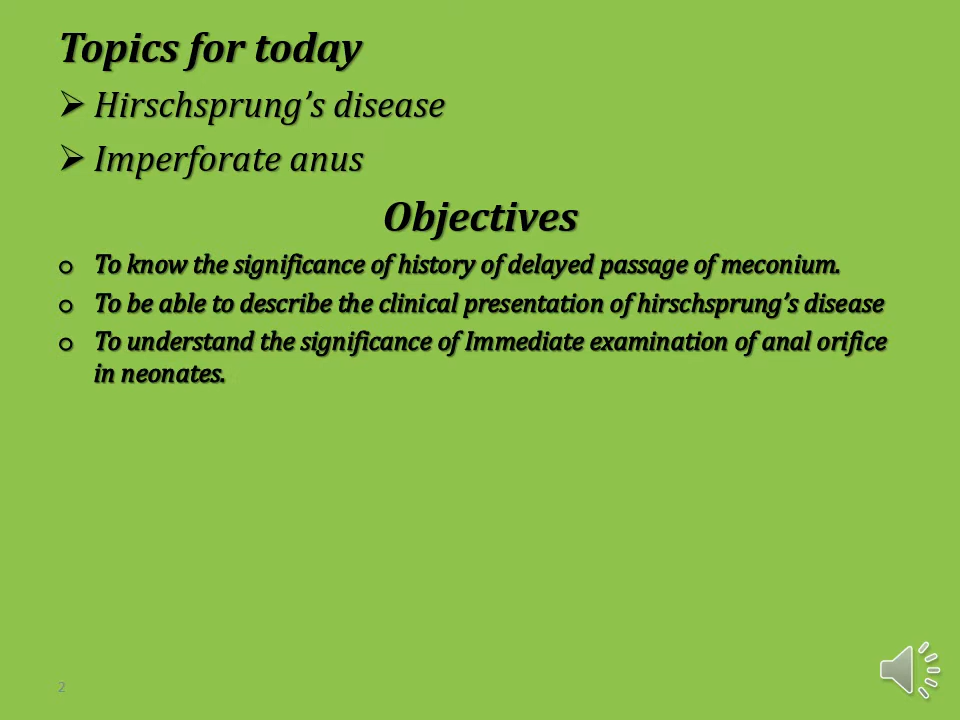 Topics for today
➢ Hirschsprung’s disease
➢ Imperforate anus
Objectives
o To know the significance of history of delayed passage of meconium.
o To be able to describe the clinical presentation of hirschsprung’s disease
o To understand the significance of Immediate examination of anal orifice
in neonates.
2